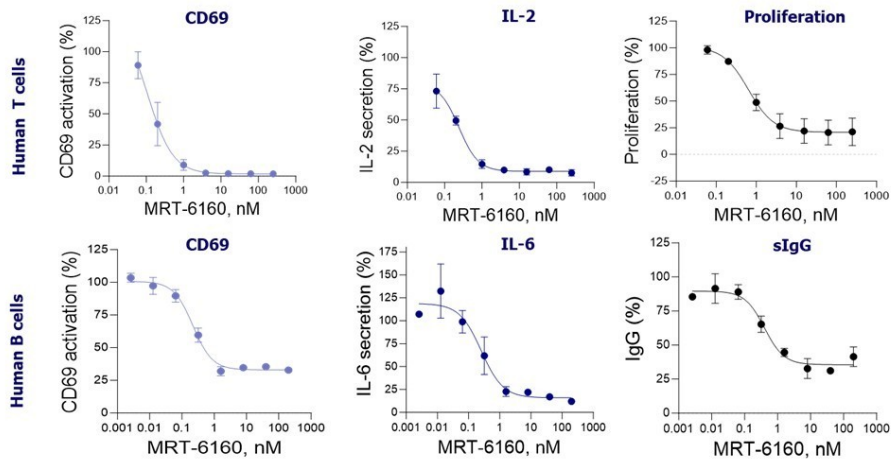 Human T cells
CD69
CD69 activation (%)
125
100
75
50
25
0
0.01 0.1 1 10 100 1000
MRT-6160, nM
IL-2
IL-2 secretion (%)
125
100
75
50
25
0
0.01 0.1 1 10 100 1000
MRT-6160, nM
Proliferation
Proliferation (%)
125
100
75
50
25
0
-25
0.01 0.1 1 10 100 1000
MRT-6160, nM
Human B cells
CD69
CD69 activation (%)
125
100
75
50
25
0
0.001 0.01 0.1 1 10 100 1000
MRT-6160, nM
IL-6
IL-6 secretion (%)
175
150
125
100
75
50
25
0
0.001 0.01 0.1 1 10 100 1000
MRT-6160, nM
sIgG
IgG (%)
125
100
75
50
25
0
0.001 0.01 0.1 1 10 100 1000
MRT-6160, nM